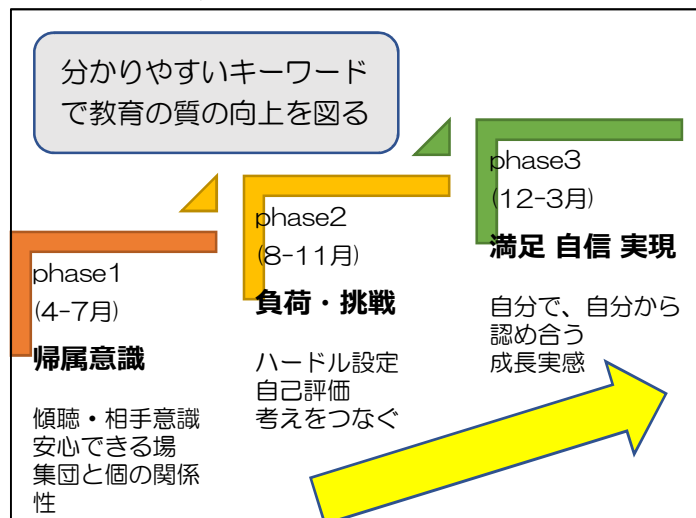 分かりやすいキーワード
で教育の質の向上を図る
phase1
(4-7月)
帰属意識
傾聴・相手意識
安心できる場
集団と個の関係
性
phase2
(8-11月)
負荷・挑戦
ハードル設定
自己評価
考えをつなぐ
phase3
(12-3月)
満足 自信 実現
自分で、自分から
認め合う
成長実感